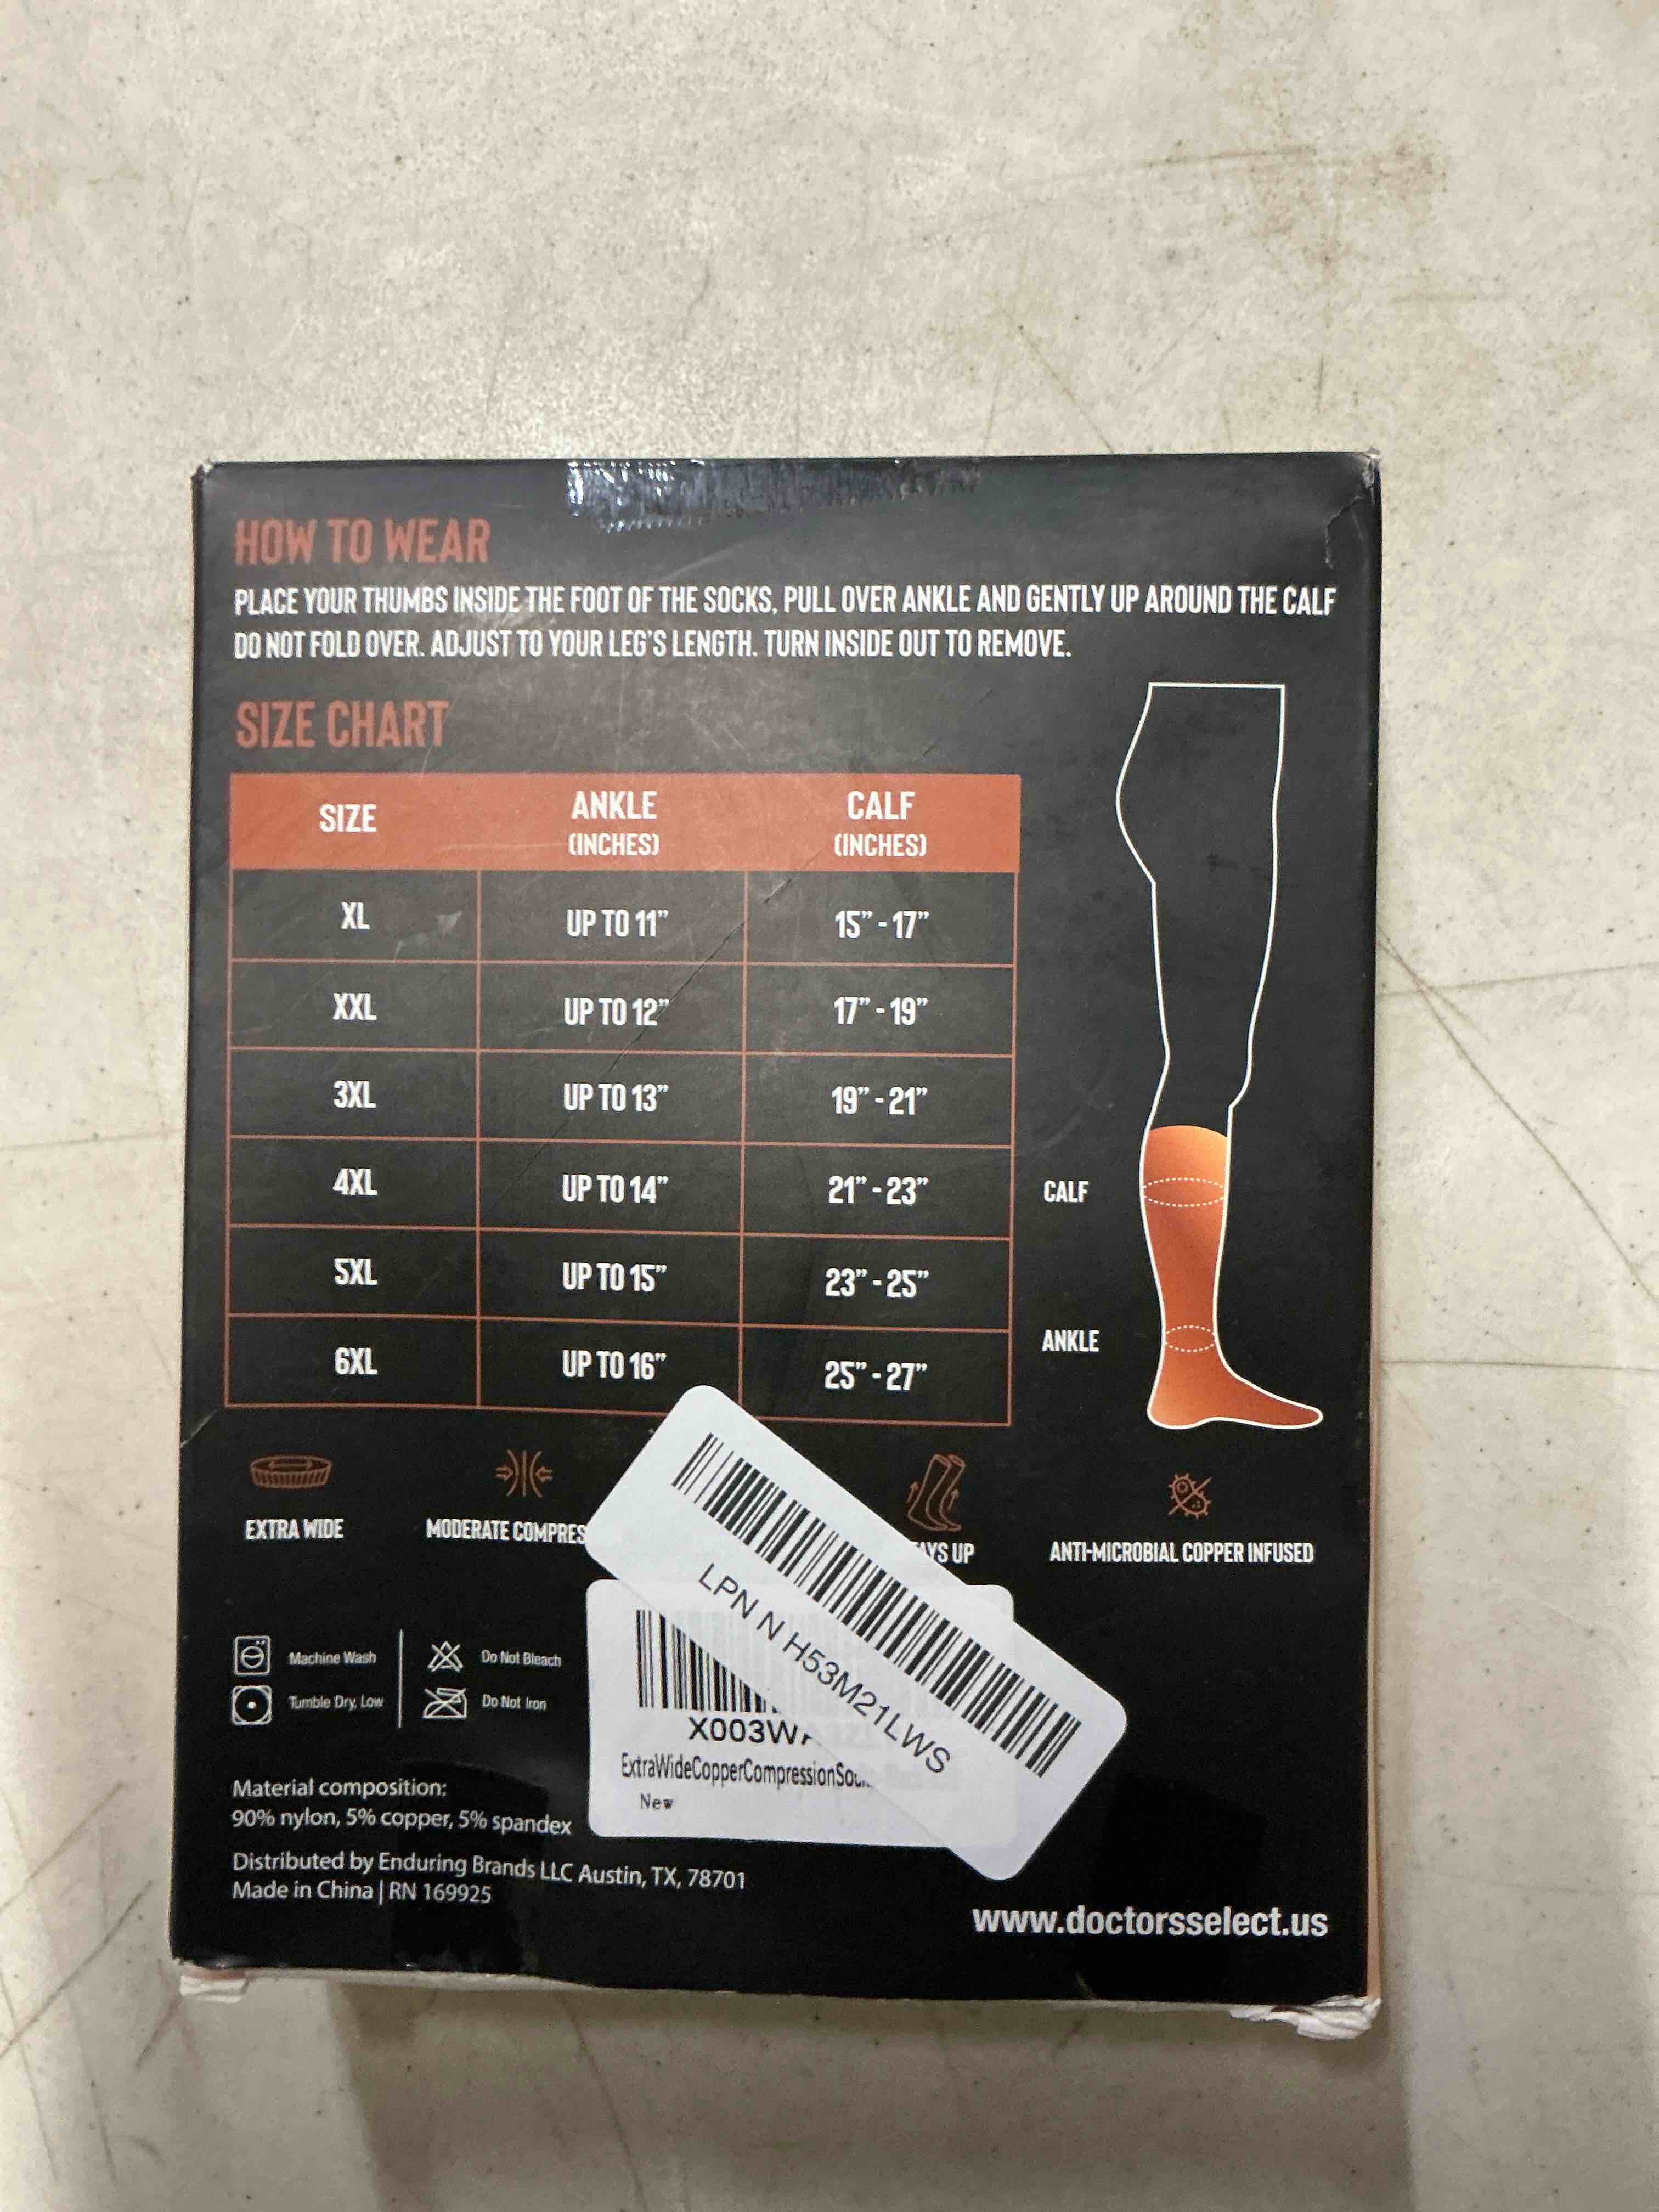 HOW TO WEAR
PLACE YOUR THUMBS INSIDE THE FOOT OF THE SOCKS, PULL OVER ANKLE AND GENTLY UP AROUND THE CALF
DO NOT FOLD OVER. ADJUST TO YOUR LEG'S LENGTH. TURN INSIDE OUT TO REMOVE.
SIZE CHART
SIZE ANKLE (INCHES) CALF (INCHES)
XL UP TO 11” 15” - 17”
XXL UP TO 12” 17” - 19”
3XL UP TO 13” 19” - 21”
4XL UP TO 14” 21” - 23”
5XL UP TO 15” 23” - 25”
6XL UP TO 16” 25” - 27”
CALF
ANKLE
EXTRA WIDE
MODERATE COMPRES
AYS UP
ANTI-MICROBIAL COPPER INFUSED
LPN N H53M21LWS
Machine Wash
Do Not Bleach
Tumble Dry, Low
Do Not Iron
X003W
ExtraWideCopperCompressionSo
New
Material composition:
90% nylon, 5% copper, 5% spandex
Distributed by Enduring Brands LLC Austin, TX, 78701
Made in China | RN 169925
www.doctorsselect.us